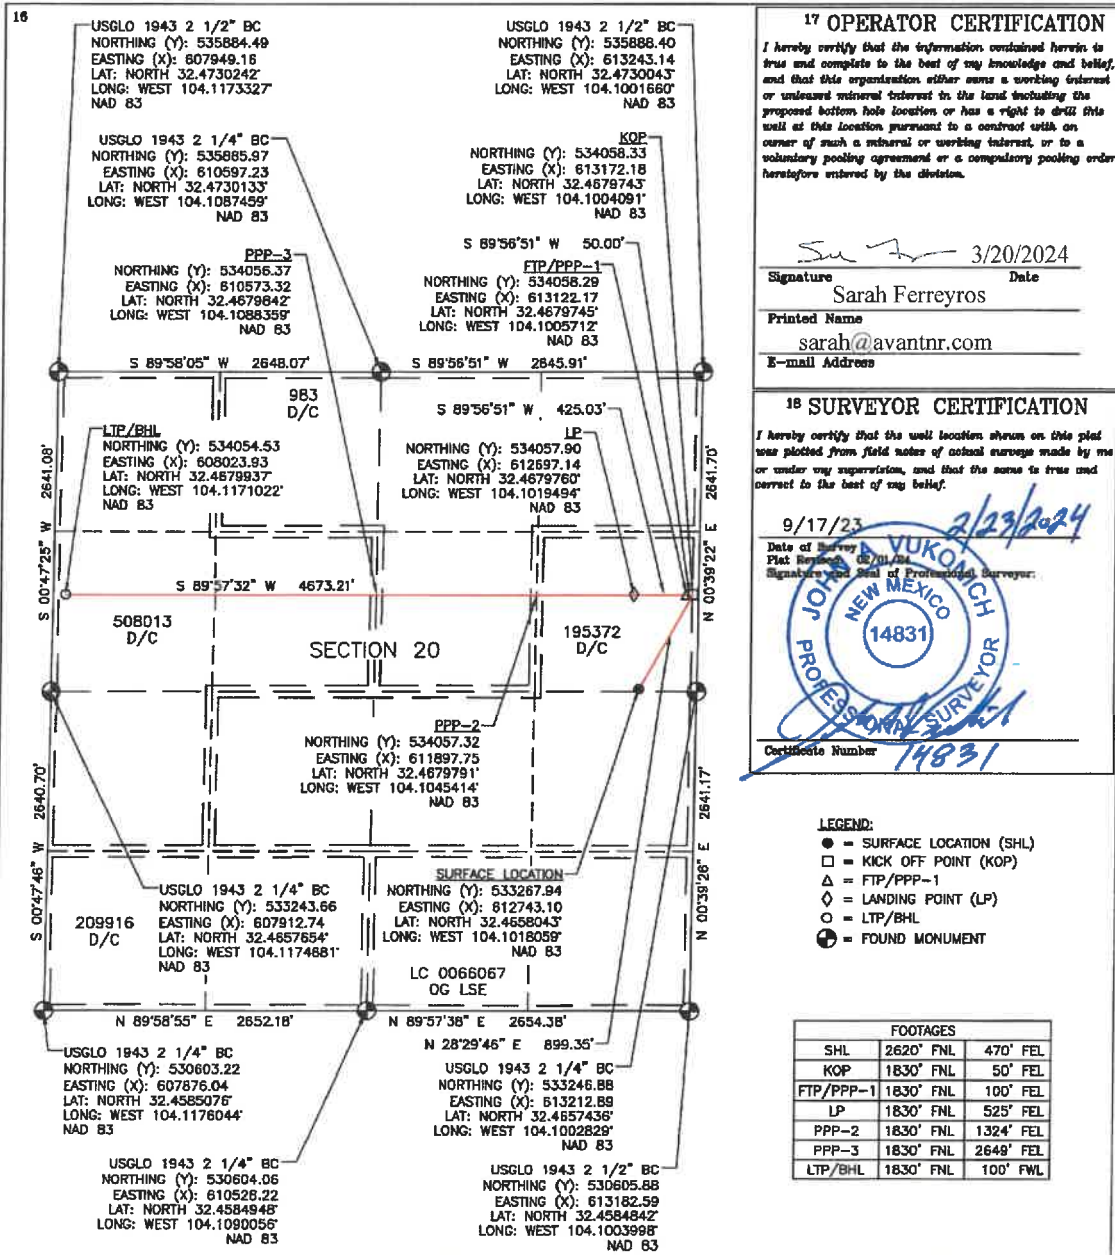 16
USGLO 1943 2 1/2" BC
NORTHING (Y): 535884.49
EASTING (X): 607949.16
LAT: NORTH 32.4730242°
LONG: WEST 104.1173327°
NAD 83
USGLO 1943 2 1/2" BC
NORTHING (Y): 535888.40
EASTING (X): 613243.14
LAT: NORTH 32.4730043°
LONG: WEST 104.1001660°
NAD 83
USGLO 1943 2 1/4" BC
NORTHING (Y): 535885.97
EASTING (X): 610597.23
LAT: NORTH 32.4730133°
LONG: WEST 104.1087459°
NAD 83
KOP
NORTHING (Y): 534058.33
EASTING (X): 613172.18
LAT: NORTH 32.4679743°
LONG: WEST 104.1004091°
NAD 83
S 89°56'51" W 50.00'
PPP-3
NORTHING (Y): 534056.37
EASTING (X): 610573.32
LAT: NORTH 32.4679842°
LONG: WEST 104.1088359°
NAD 83
FTP/PPP-1
NORTHING (Y): 534058.29
EASTING (X): 613122.17
LAT: NORTH 32.4679745°
LONG: WEST 104.1005712°
NAD 83
S 89°58'05" W 2648.07'
S 89°56'51" W 2645.91'
983
D/C
S 89°56'51" W 425.03'
LTP/BHL
NORTHING (Y): 534054.53
EASTING (X): 608023.93
LAT: NORTH 32.4679937°
LONG: WEST 104.1171022°
NAD 83
LP
NORTHING (Y): 534057.90
EASTING (X): 612697.14
LAT: NORTH 32.4679760°
LONG: WEST 104.1019494°
NAD 83
S 00°47'25" W 2641.08'
N 00°39'22" E 2641.70'
S 89°57'32" W 4673.21'
508013
D/C
SECTION 20
195372
D/C
PPP-2
NORTHING (Y): 534057.32
EASTING (X): 611897.75
LAT: NORTH 32.4679791°
LONG: WEST 104.1045414°
NAD 83
S 00°47'46" W 2640.70'
N 00°39'26" E 2641.17'
USGLO 1943 2 1/4" BC
NORTHING (Y): 533243.66
EASTING (X): 607912.74
LAT: NORTH 32.4657654°
LONG: WEST 104.1174681°
NAD 83
209916
D/C
SURFACE LOCATION
NORTHING (Y): 533267.94
EASTING (X): 612743.10
LAT: NORTH 32.4658043°
LONG: WEST 104.1018059°
NAD 83
LC 0066067
OG LSE
N 89°58'55" E 2652.18'
N 89°57'38" E 2654.38'
N 28°29'46" E 899.35'
USGLO 1943 2 1/4" BC
NORTHING (Y): 530603.22
EASTING (X): 607876.04
LAT: NORTH 32.4585076°
LONG: WEST 104.1176044°
NAD 83
USGLO 1943 2 1/4" BC
NORTHING (Y): 533246.88
EASTING (X): 613212.89
LAT: NORTH 32.4657436°
LONG: WEST 104.1002829°
NAD 83
USGLO 1943 2 1/4" BC
NORTHING (Y): 530604.06
EASTING (X): 610528.22
LAT: NORTH 32.4584948°
LONG: WEST 104.1090056°
NAD 83
USGLO 1943 2 1/2" BC
NORTHING (Y): 530605.88
EASTING (X): 613182.59
LAT: NORTH 32.4584842°
LONG: WEST 104.1003998°
NAD 83
17 OPERATOR CERTIFICATION
I hereby certify that the information contained herein is
true and complete to the best of my knowledge and belief,
and that this organization either owns a working interest
or unleased mineral interest in the land including the
proposed bottom hole location or has a right to drill this
well at this location pursuant to a contract with an
owner of such a mineral or working interest, or to a
voluntary pooling agreement or a compulsory pooling order
heretofore entered by the division.
3/20/2024
Signature Date
Sarah Ferreyros
Printed Name
sarah@avantnr.com
E-mail Address
18 SURVEYOR CERTIFICATION
I hereby certify that the well location shown on this plat
was plotted from field notes of actual surveys made by me
or under my supervision, and that the same is true and
correct to the best of my belief.
9/17/23
2/23/2024
Date of Survey
Plat Revised: 02/01/24
Signature and Seal of Professional Surveyor:
JOHN A VUKONICH
NEW MEXICO
14831
PROFESSIONAL SURVEYOR
Certificate Number
14831
LEGEND:
= SURFACE LOCATION (SHL)
= KICK OFF POINT (KOP)
= FTP/PPP-1
= LANDING POINT (LP)
= LTP/BHL
= FOUND MONUMENT
FOOTAGES
SHL 2620' FNL 470' FEL
KOP 1830' FNL 50' FEL
FTP/PPP-1 1830' FNL 100' FEL
LP 1830' FNL 525' FEL
PPP-2 1830' FNL 1324' FEL
PPP-3 1830' FNL 2649' FEL
LTP/BHL 1830' FNL 100' FWL